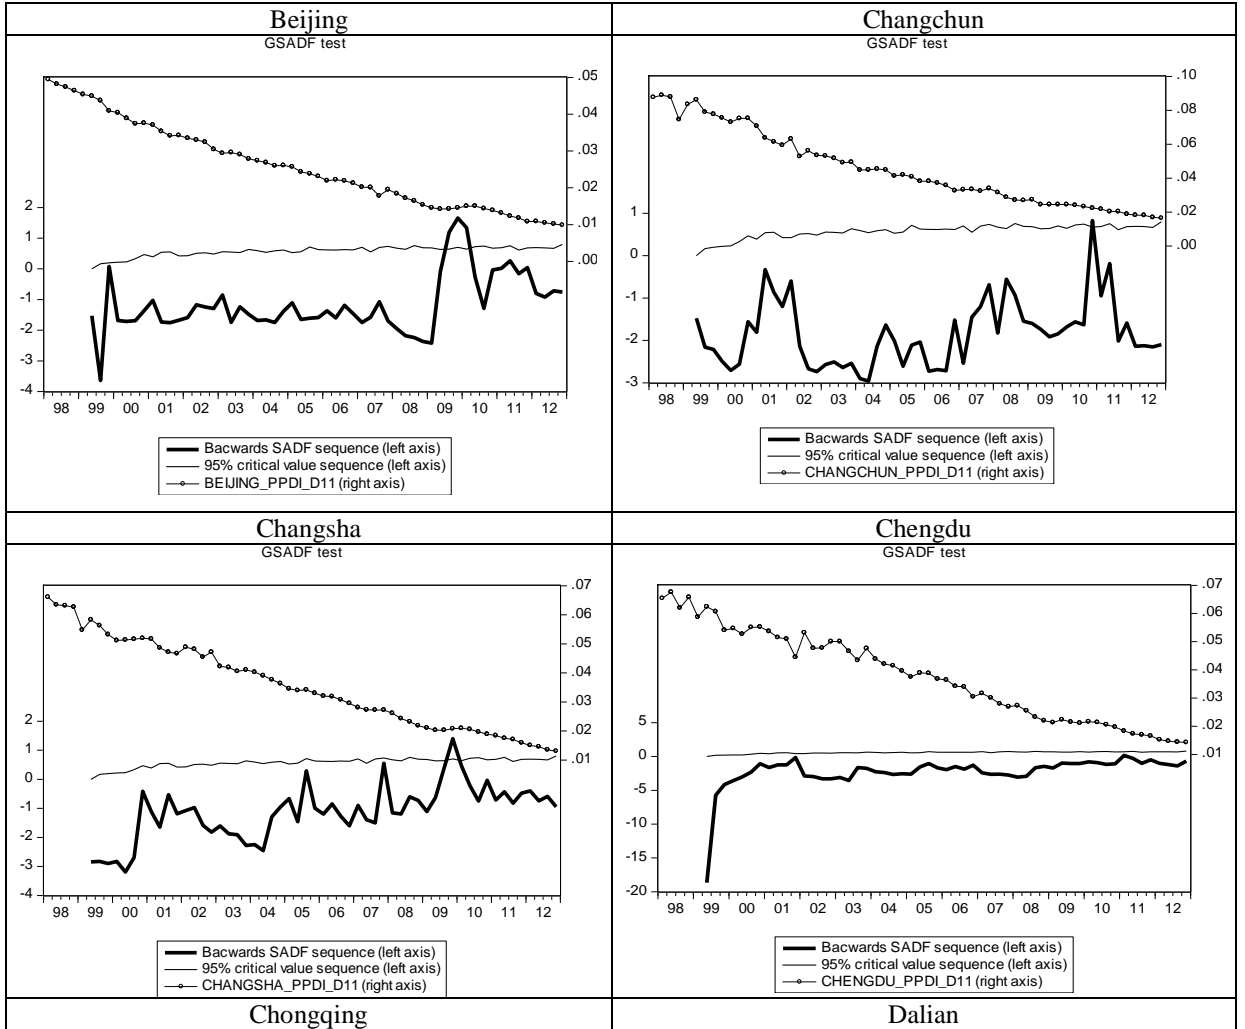 Beijing
Changchun
GSADF test
GSADF test
.05
.04
.03
.02
.01
.00
2
1
0
-1
-2
-3
-4
98 99 00 01 02 03 04 05 06 07 08 09 10 11 12
Bacwards SADF sequence (left axis)
95% critical value sequence (left axis)
BEIJING_PPDI_D11 (right axis)
.10
.08
.06
.04
.02
.00
1
0
-1
-2
-3
98 99 00 01 02 03 04 05 06 07 08 09 10 11 12
Bacwards SADF sequence (left axis)
95% critical value sequence (left axis)
CHANGCHUN_PPDI_D11 (right axis)
Changsha
Chengdu
GSADF test
GSADF test
.07
.06
.05
.04
.03
.02
.01
2
1
0
-1
-2
-3
-4
98 99 00 01 02 03 04 05 06 07 08 09 10 11 12
Bacwards SADF sequence (left axis)
95% critical value sequence (left axis)
CHANGSHA_PPDI_D11 (right axis)
.07
.06
.05
.04
.03
.02
.01
5
0
-5
-10
-15
-20
98 99 00 01 02 03 04 05 06 07 08 09 10 11 12
Bacwards SADF sequence (left axis)
95% critical value sequence (left axis)
CHENGDU_PPDI_D11 (right axis)
Chongqing
Dalian